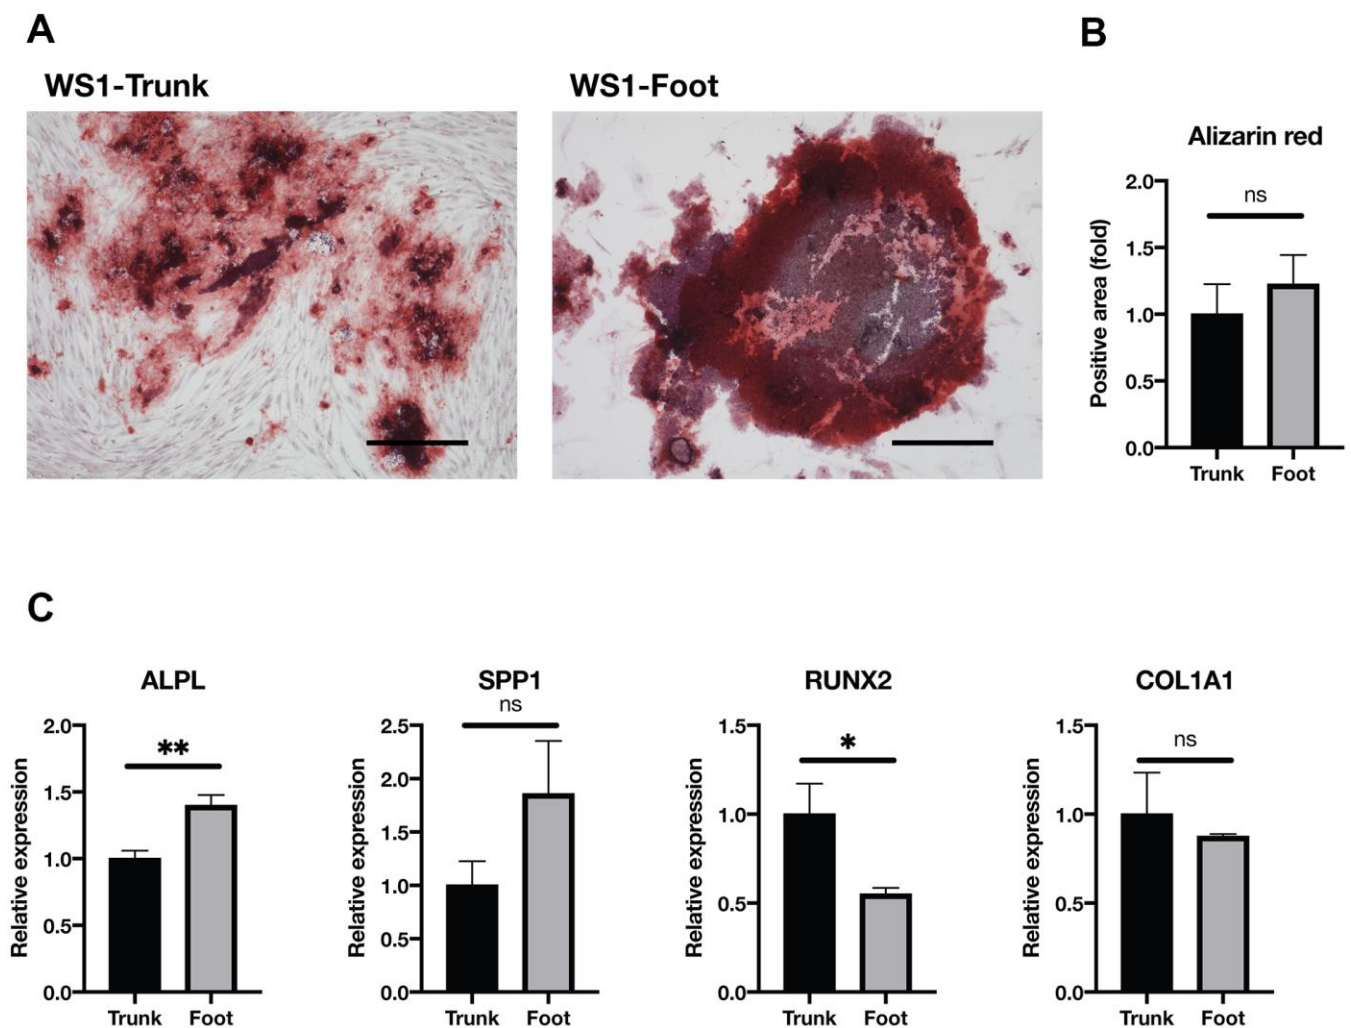 A
B
WS1-Trunk
WS1-Foot
Alizarin red
ns
Positive area (fold)
2.0
1.5
1.0
0.5
0.0
Trunk Foot
C
ALPL
**
Relative expression
2.0
1.5
1.0
0.5
0.0
Trunk Foot
SPP1
ns
Relative expression
2.5
2.0
1.5
1.0
0.5
0.0
Trunk Foot
RUNX2
*
Relative expression
1.5
1.0
0.5
0.0
Trunk Foot
COL1A1
ns
Relative expression
1.5
1.0
0.5
0.0
Trunk Foot